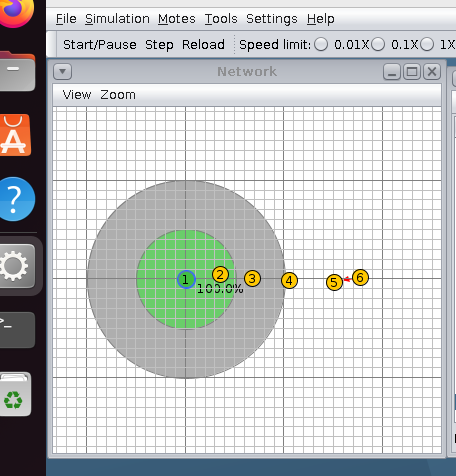 File Simulation Motes Tools Settings Help
Start/Pause Step Reload Speed limit: 0.01X 0.1X 1X
Network
View Zoom
1 2 3 4 5 6
100.0%
?
>_